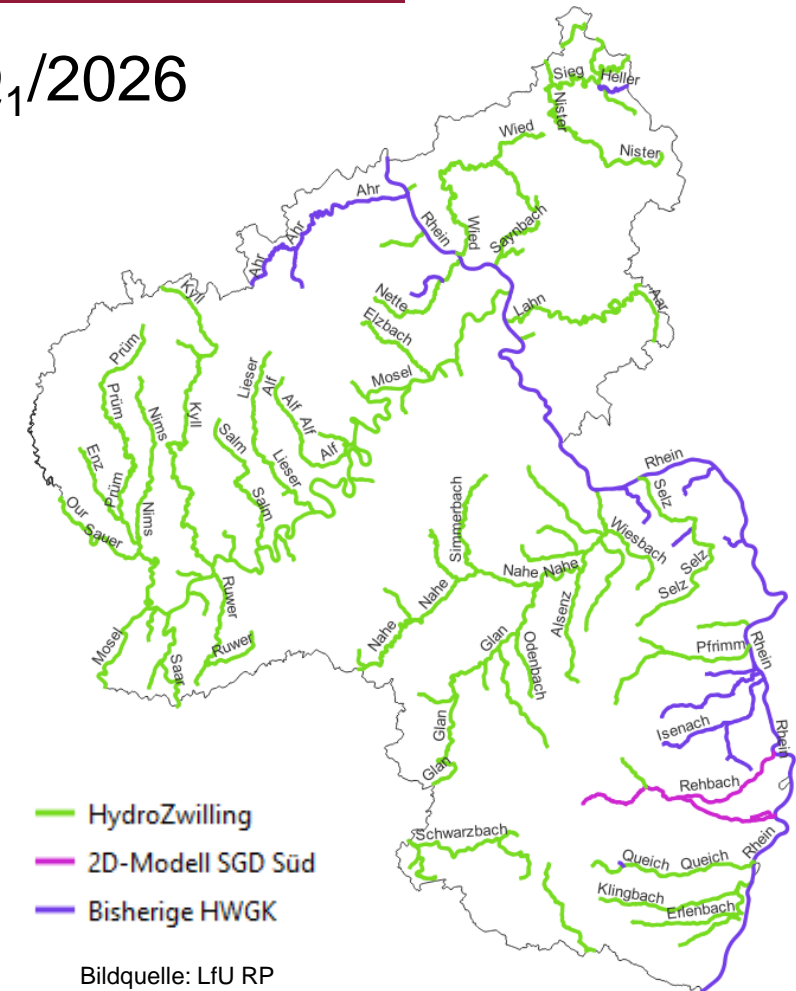 ₁/2026
Sieg
Heller
Nister
Nister
Wied
Wied
Saynbach
Ahr
Ahr
Ahr
Rhein
Nette
Elzbach
Lahn
Aar
Mosel
Kyll
Kyll
Prüm
Prüm
Prüm
Nims
Nims
Enz
Our
Sauer
Lieser
Lieser
Alf
Alf
Alf
Alf
Salm
Salm
Ruwer
Ruwer
Mosel
Saar
Simmerbach
Nahe
Nahe
Nahe
Nahe
Wiesbach
Rhein
Selz
Selz
Selz
Alsenz
Odenbach
Glan
Glan
Glan
Pfrimm
Rhein
Isenach
Rhein
Rehbach
Rhein
Schwarzbach
Queich
Queich
Klingbach
Erlenbach
HydroZwilling
2D-Modell SGD Süd
Bisherige HWGK
Bildquelle: LfU RP